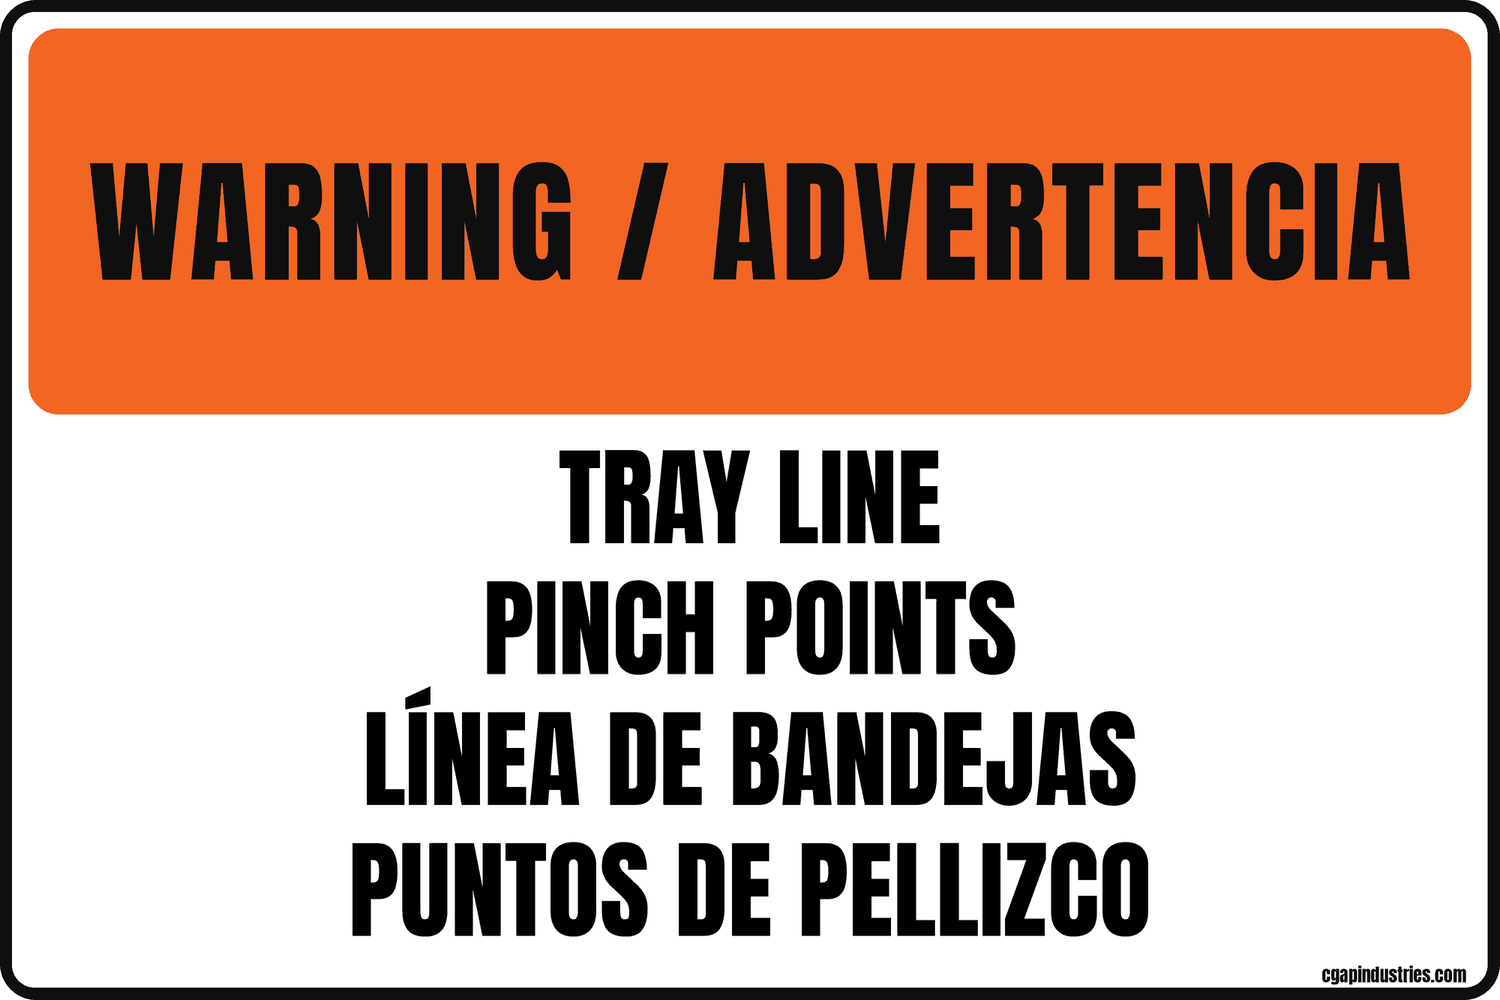 WARNING / ADVERTENCIA
TRAY LINE
PINCH POINTS
LÍNEA DE BANDEJAS
PUNTOS DE PELLIZCO
cgapindustries.com